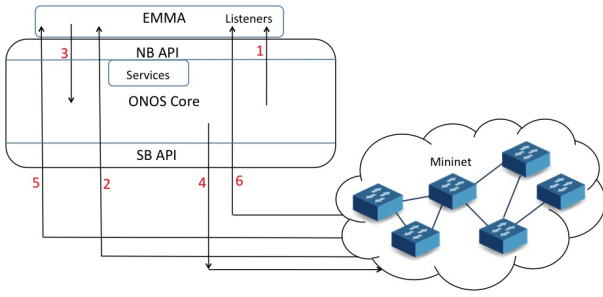 EMMA Listeners
3 NB API 1
Services
ONOS Core
SB API
Mininet
5 2 4 6